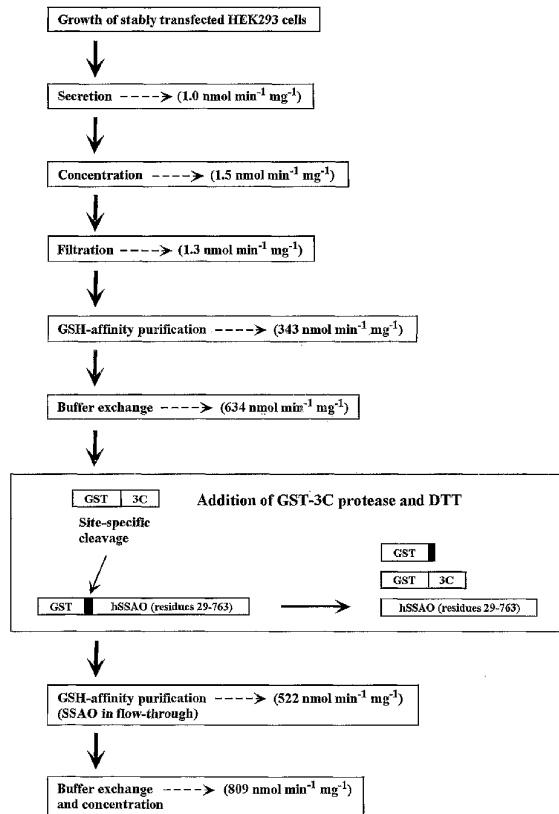 Growth of stably transfected HEK293 cells
Secretion ----> (1.0 nmol min⁻¹ mg⁻¹)
Concentration ----> (1.5 nmol min⁻¹ mg⁻¹)
Filtration ----> (1.3 nmol min⁻¹ mg⁻¹)
GSH-affinity purification ----> (343 nmol min⁻¹ mg⁻¹)
Buffer exchange ----> (634 nmol min⁻¹ mg⁻¹)
GST 3C Addition of GST-3C protease and DTT
Site-specific
cleavage
GST
GST 3C
GST hSSAO (residues 29-763)
hSSAO (residues 29-763)
GSH-affinity purification ----> (522 nmol min⁻¹ mg⁻¹)
(SSAO in flow-through)
Buffer exchange ----> (809 nmol min⁻¹ mg⁻¹)
and concentration